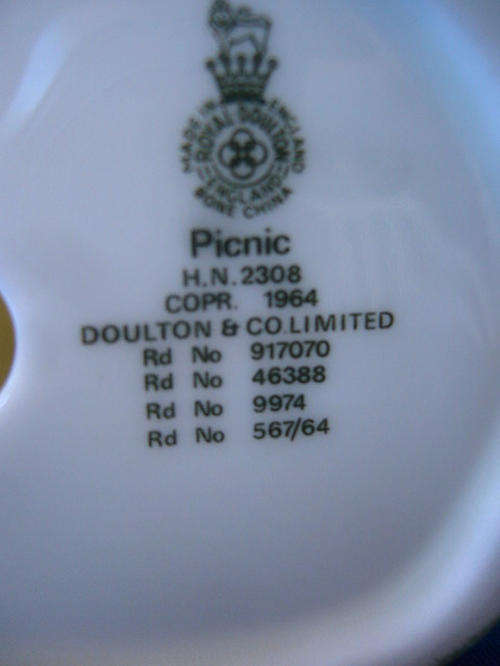 MADE IN ENGLAND
ROYAL DOULTON
ENGLAND
BONE CHINA
Picnic
H.N. 2308
COPR. 1964
DOULTON & CO.LIMITED
Rd No 917070
Rd No 46388
Rd No 9974
Rd No 567/64